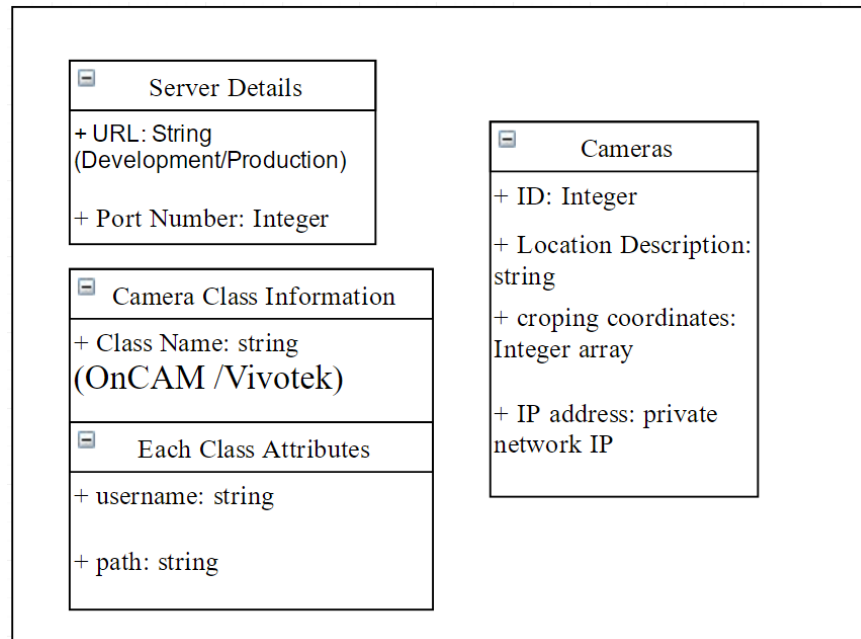 Server Details
+ URL: String
(Development/Production)
+ Port Number: Integer
Camera Class Information
+ Class Name: string
(OnCAM /Vivotek)
Each Class Attributes
+ username: string
+ path: string
Cameras
+ ID: Integer
+ Location Description:
string
+ croping coordinates:
Integer array
+ IP address: private
network IP